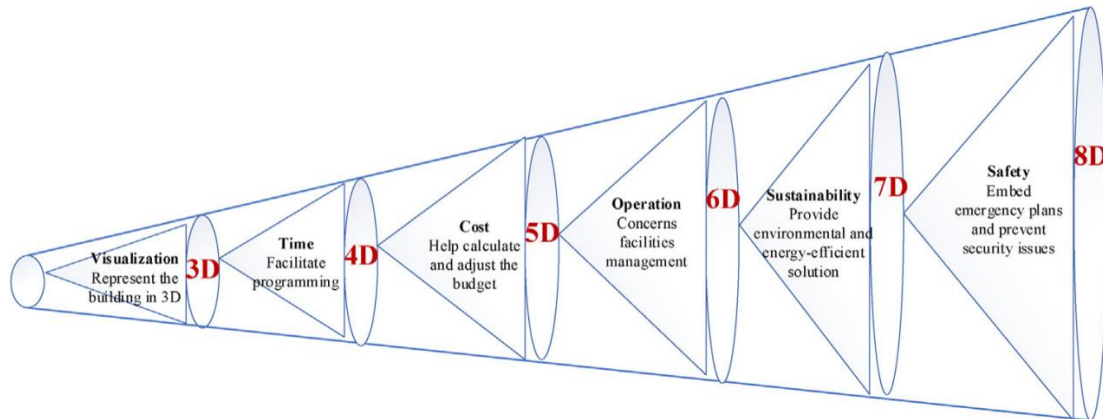 Visualization
Represent the
building in 3D
3D
Time
Facilitate
programming
4D
Cost
Help calculate
and adjust the
budget
5D
Operation
Concerns
facilities
management
6D
Sustainability
Provide
environmental and
energy-efficient
solution
7D
Safety
Embed
emergency plans
and prevent
security issues
8D